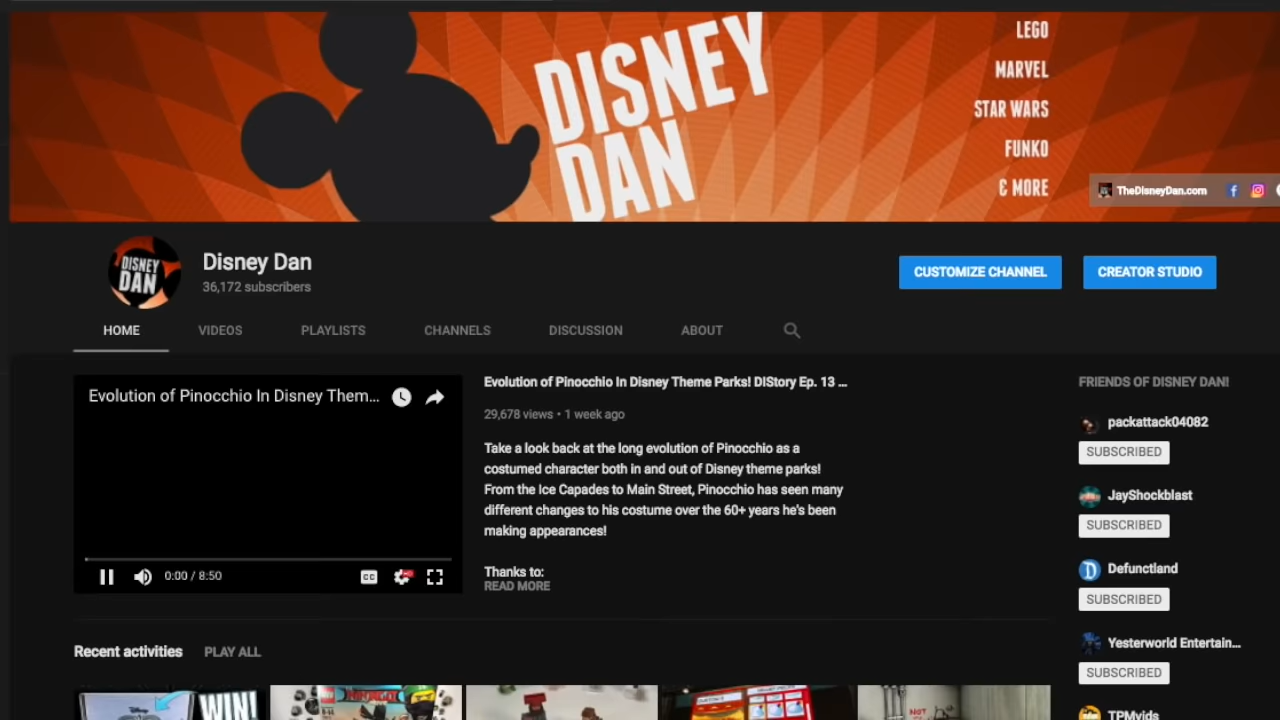 DISNEY
DAN
LEGO
MARVEL
STAR WARS
FUNKO
& MORE
TheDisneyDan.com
DISNEY
DAN
Disney Dan
36,172 subscribers
CUSTOMIZE CHANNEL
CREATOR STUDIO
HOME
VIDEOS
PLAYLISTS
CHANNELS
DISCUSSION
ABOUT
Evolution of Pinocchio In Disney Them...
0:00 / 8:50
CC
Evolution of Pinocchio In Disney Theme Parks! DIStory Ep. 13 ...
29,678 views • 1 week ago
Take a look back at the long evolution of Pinocchio as a
costumed character both in and out of Disney theme parks!
From the Ice Capades to Main Street, Pinocchio has seen many
different changes to his costume over the 60+ years he's been
making appearances!
Thanks to:
READ MORE
FRIENDS OF DISNEY DAN!
packattack04082
SUBSCRIBED
JayShockblast
SUBSCRIBED
Defunctland
SUBSCRIBED
Yesterworld Entertain...
SUBSCRIBED
TPMvids
Recent activities
PLAY ALL
Disney
WIN!
NINJAGO
NOT